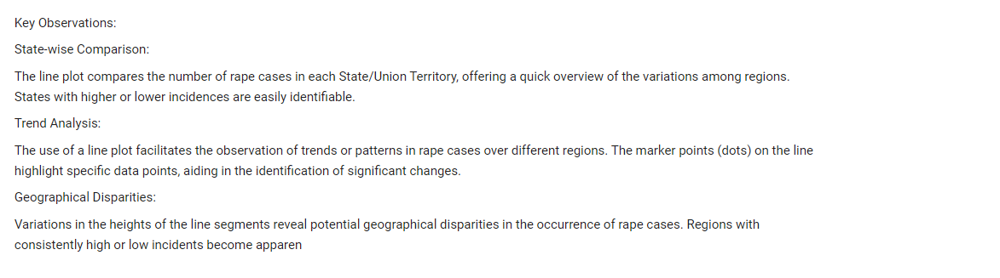 Key Observations:
State-wise Comparison:
The line plot compares the number of rape cases in each State/Union Territory, offering a quick overview of the variations among regions.
States with higher or lower incidences are easily identifiable.
Trend Analysis:
The use of a line plot facilitates the observation of trends or patterns in rape cases over different regions. The marker points (dots) on the line
highlight specific data points, aiding in the identification of significant changes.
Geographical Disparities:
Variations in the heights of the line segments reveal potential geographical disparities in the occurrence of rape cases. Regions with
consistently high or low incidents become apparen